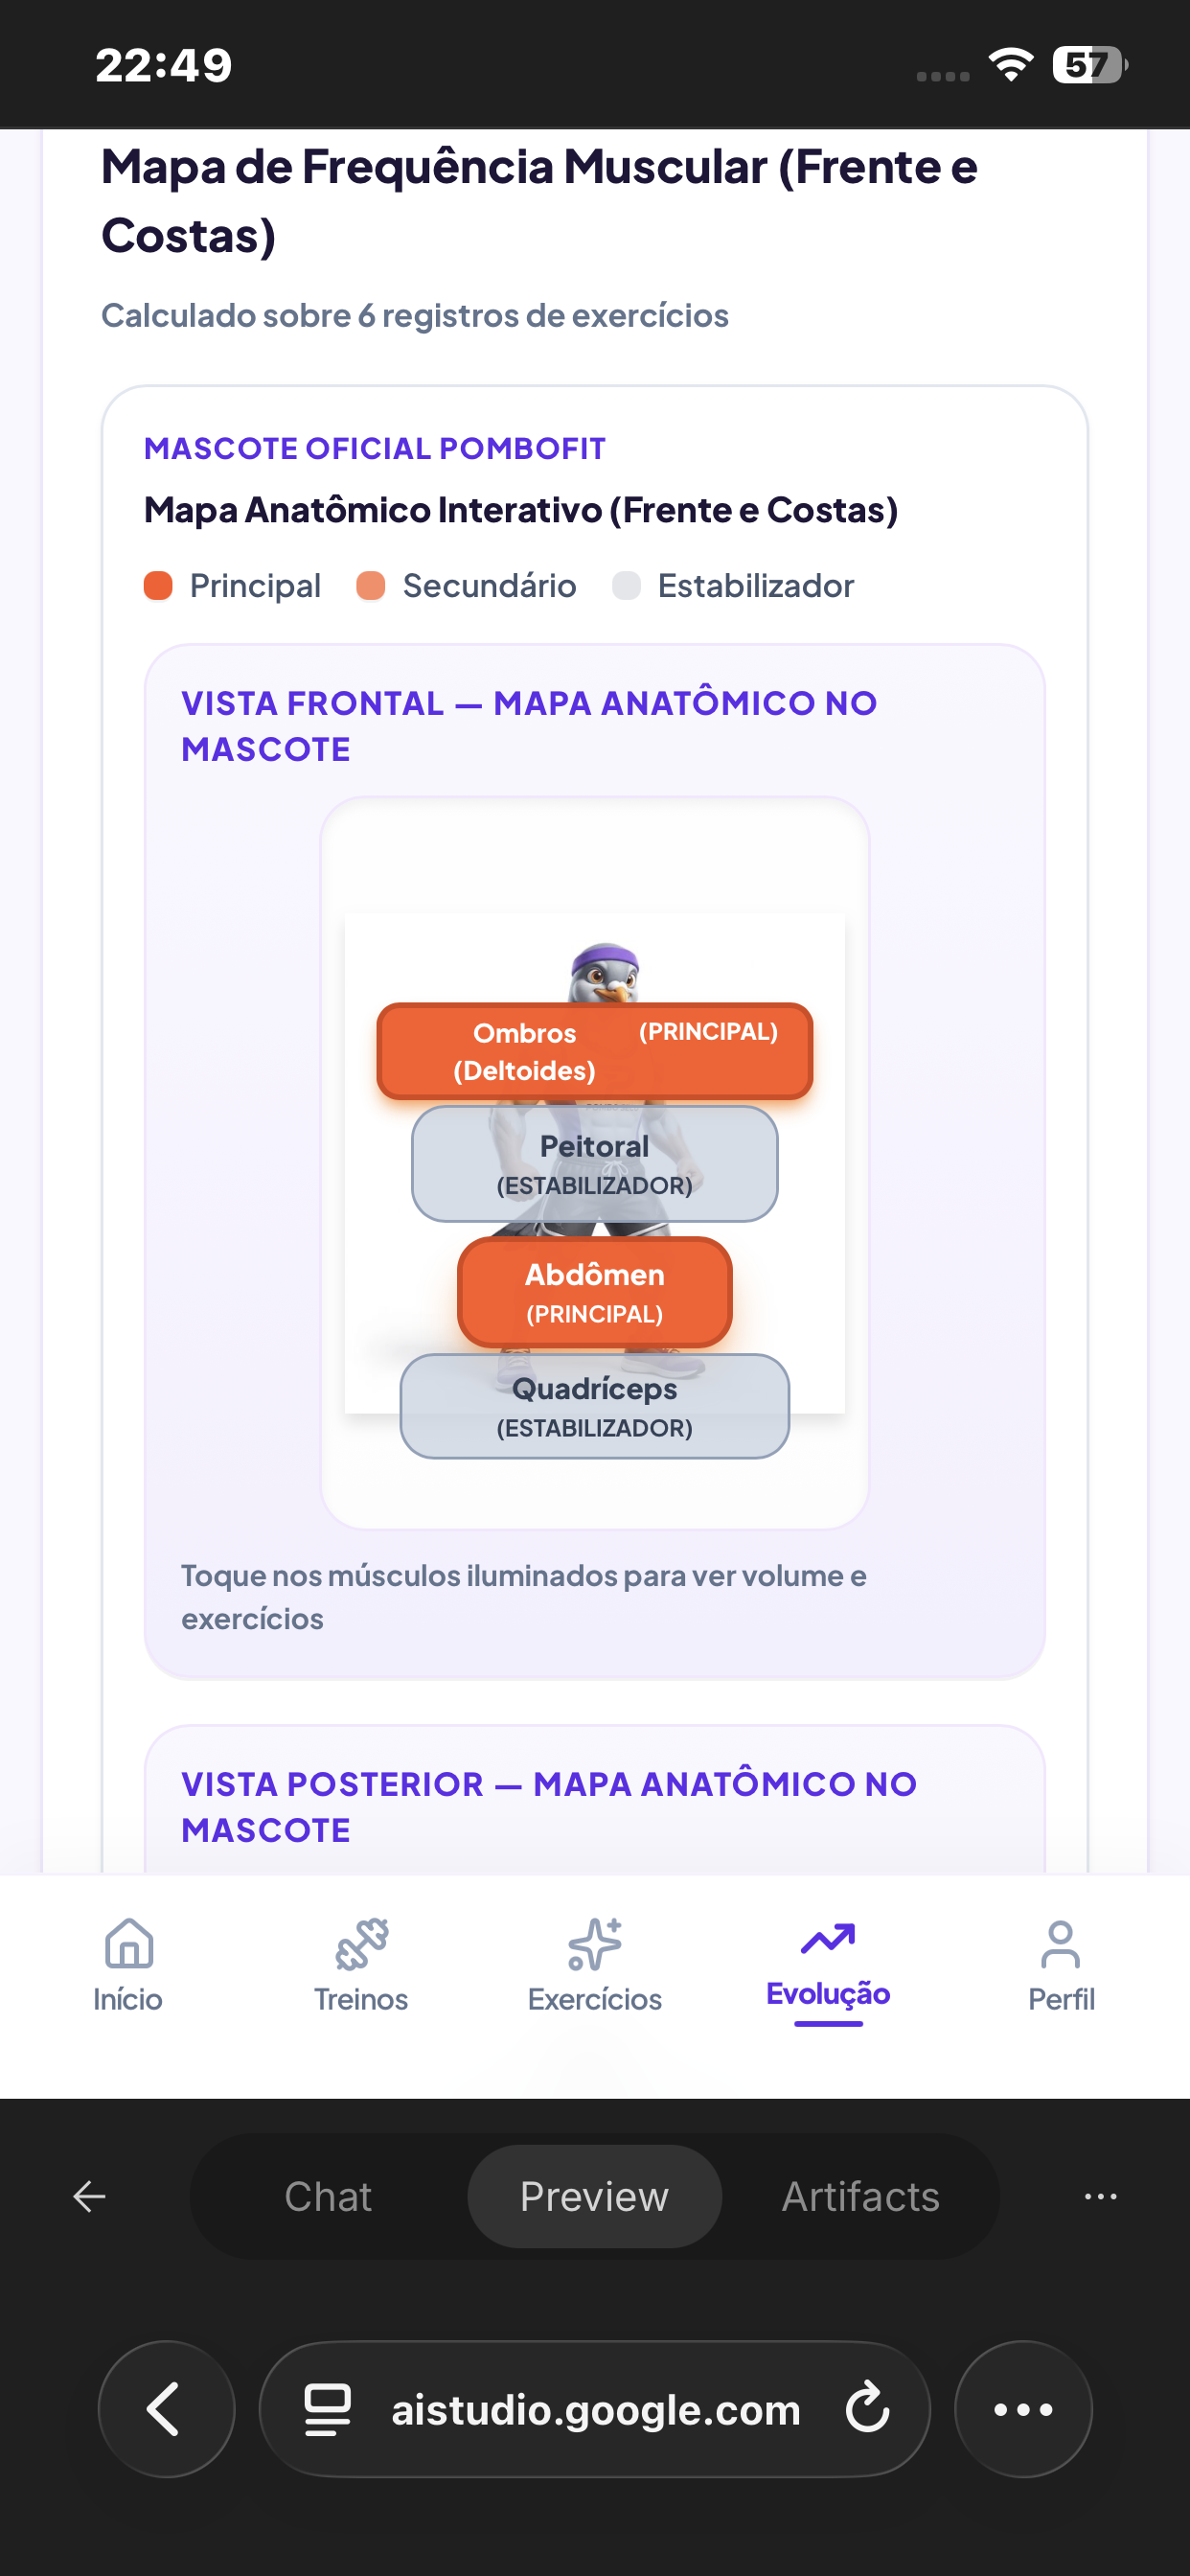 22:49
57
Mapa de Frequência Muscular (Frente e
Costas)
Calculado sobre 6 registros de exercícios
MASCOTE OFICIAL POMBOFIT
Mapa Anatômico Interativo (Frente e Costas)
Principal Secundário Estabilizador
VISTA FRONTAL — MAPA ANATÔMICO NO
MASCOTE
Ombros (PRINCIPAL)
(Deltoides)
Peitoral
(ESTABILIZADOR)
Abdômen
(PRINCIPAL)
Quadríceps
(ESTABILIZADOR)
Toque nos músculos iluminados para ver volume e
exercícios
VISTA POSTERIOR — MAPA ANATÔMICO NO
MASCOTE
Início Treinos Exercícios Evolução Perfil
Chat Preview Artifacts
aistudio.google.com